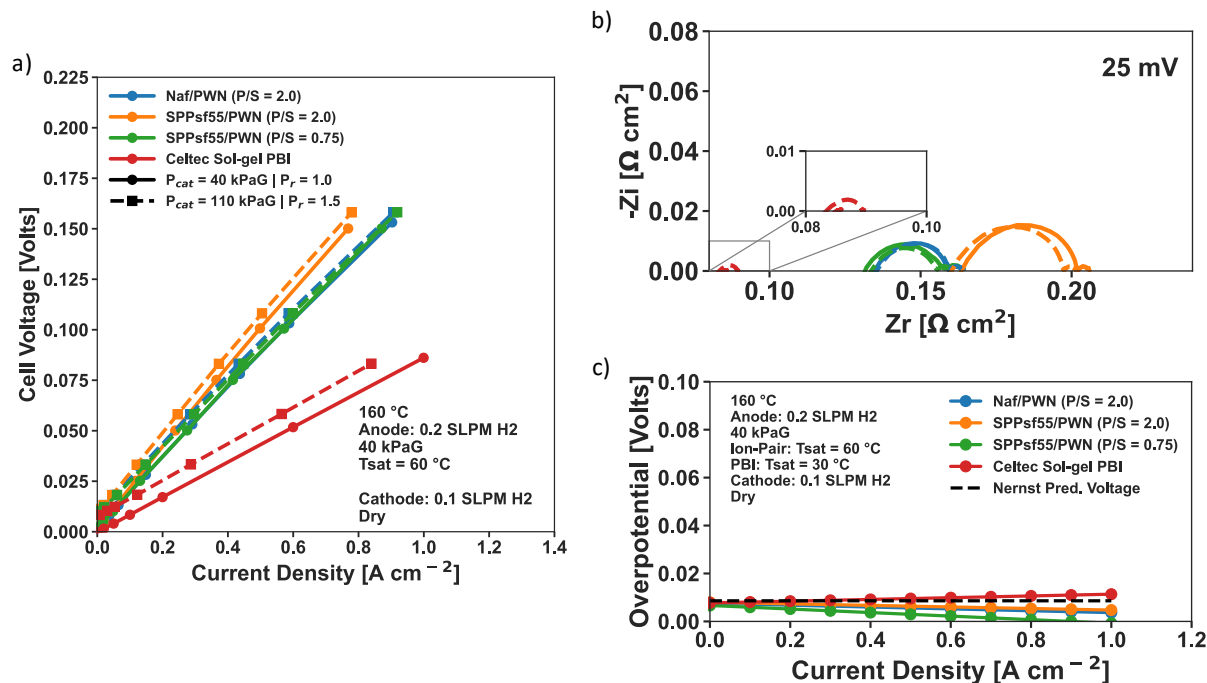 a)
0.225
0.200
0.175
0.150
0.125
0.100
0.075
0.050
0.025
0.000
Cell Voltage [Volts]
Naf/PWN (P/S = 2.0)
SPPsf55/PWN (P/S = 2.0)
SPPsf55/PWN (P/S = 0.75)
Celtec Sol-gel PBI
P_cat = 40 kPaG | P_r = 1.0
P_cat = 110 kPaG | P_r = 1.5
160 °C
Anode: 0.2 SLPM H2
40 kPaG
Tsat = 60 °C
Cathode: 0.1 SLPM H2
Dry
0.0 0.2 0.4 0.6 0.8 1.0 1.2 1.4
Current Density [A cm⁻²]
b)
25 mV
0.08
0.06
0.04
0.02
0.00
-Zi [Ω cm²]
0.01
0.00
0.08 0.10
0.10 0.15 0.20
Zr [Ω cm²]
c)
0.10
0.08
0.06
0.04
0.02
0.00
Overpotential [Volts]
160 °C
Anode: 0.2 SLPM H2
40 kPaG
Ion-Pair: Tsat = 60 °C
PBI: Tsat = 30 °C
Cathode: 0.1 SLPM H2
Dry
Naf/PWN (P/S = 2.0)
SPPsf55/PWN (P/S = 2.0)
SPPsf55/PWN (P/S = 0.75)
Celtec Sol-gel PBI
Nernst Pred. Voltage
0.0 0.2 0.4 0.6 0.8 1.0 1.2
Current Density [A cm⁻²]